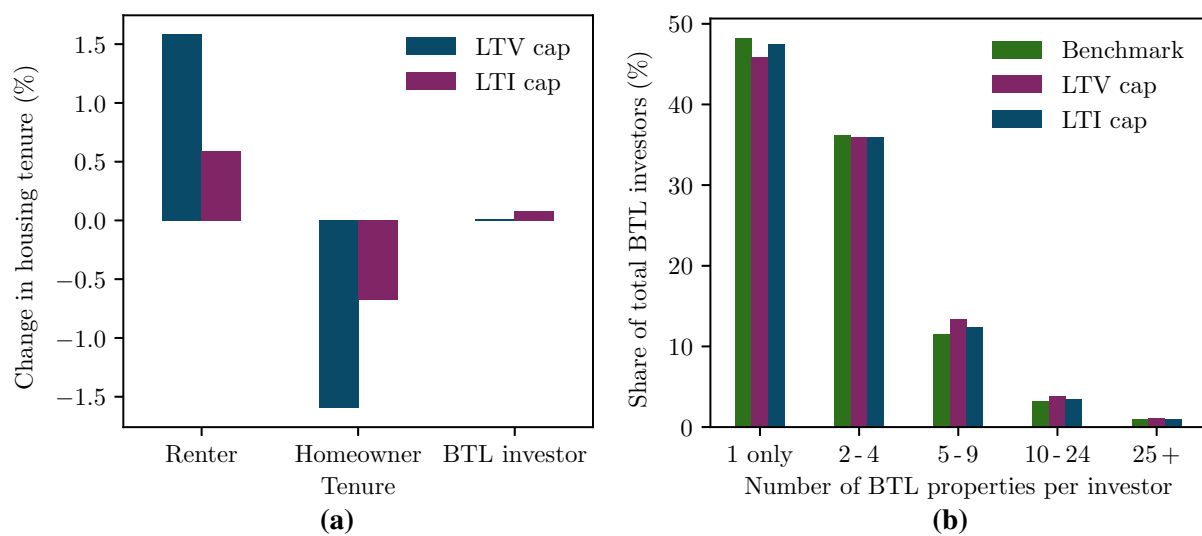 Change in housing tenure (%)
1.5
1.0
0.5
0.0
−0.5
−1.0
−1.5
LTV cap
LTI cap
Renter
Homeowner
BTL investor
Tenure
(a)
Share of total BTL investors (%)
50
40
30
20
10
0
Benchmark
LTV cap
LTI cap
1 only
2 - 4
5 - 9
10 - 24
25 +
Number of BTL properties per investor
(b)